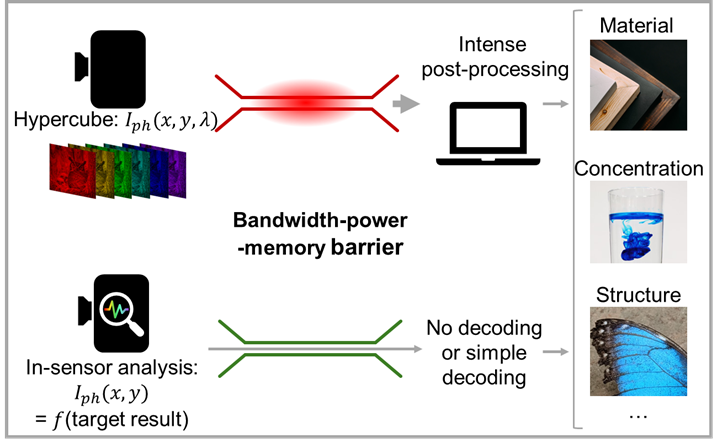 Hypercube: I_ph(x, y, λ)
Intense
post-processing
Material
Concentration
Bandwidth-power
-memory barrier
Structure
In-sensor analysis:
I_ph(x, y)
= f(target result)
No decoding
or simple
decoding
…